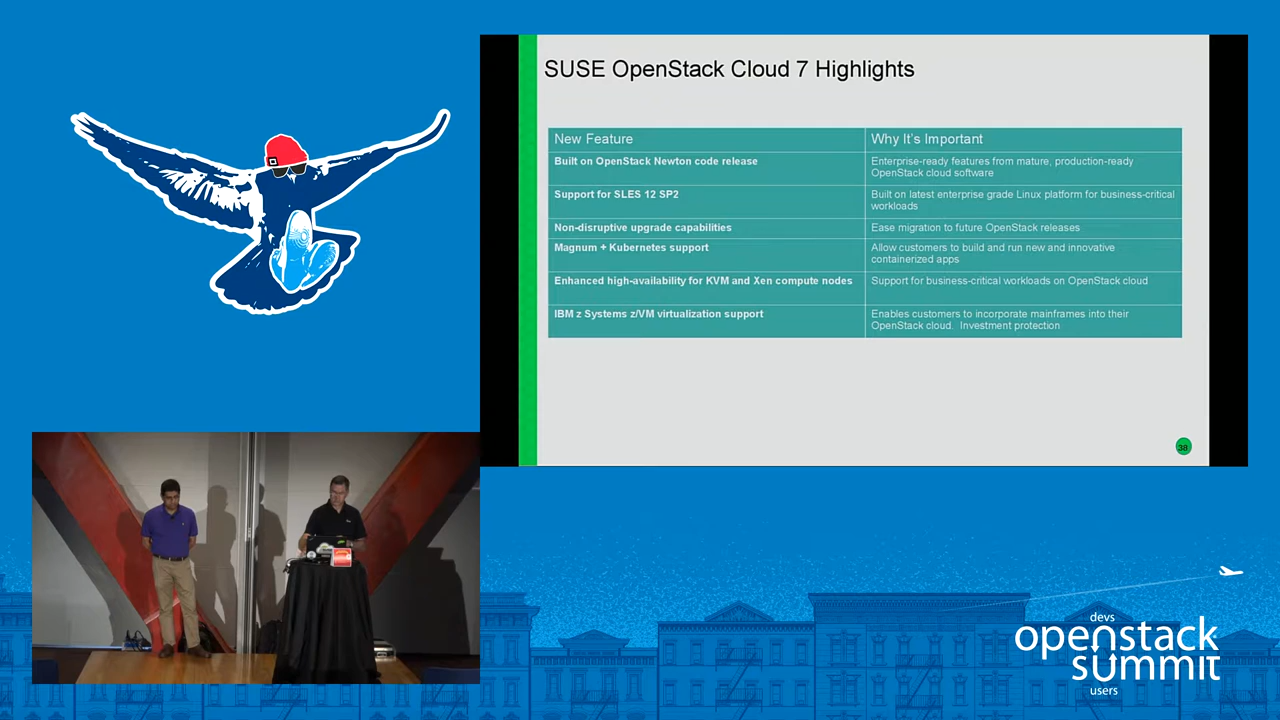 SUSE OpenStack Cloud 7 Highlights
New Feature
Why It's Important
Built on OpenStack Newton code release
Enterprise-ready features from mature, production-ready
OpenStack cloud software
Support for SLES 12 SP2
Built on latest enterprise grade Linux platform for business-critical
workloads
Non-disruptive upgrade capabilities
Ease migration to future OpenStack releases
Magnum + Kubernetes support
Allow customers to build and run new and innovative
containerized apps
Enhanced high-availability for KVM and Xen compute nodes
Support for business-critical workloads on OpenStack cloud
IBM z Systems z/VM virtualization support
Enables customers to incorporate mainframes into their
OpenStack cloud. Investment protection
38
devs
openstack
summit
users